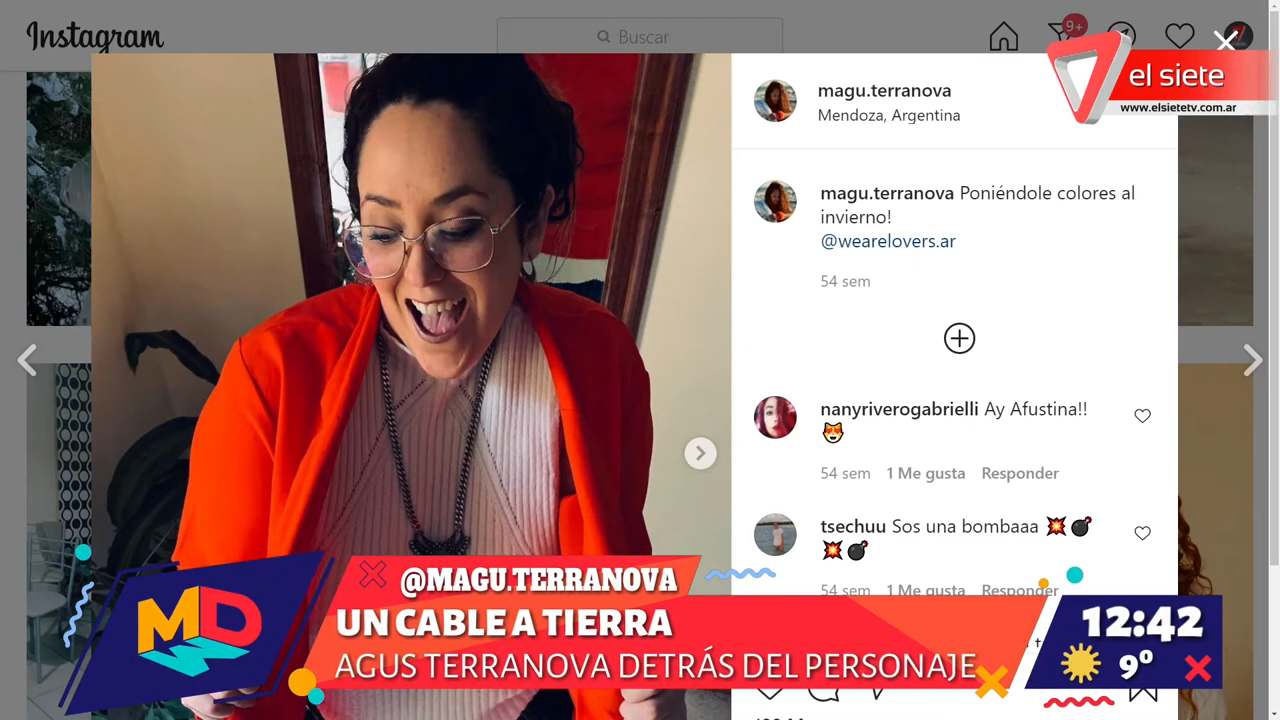 Instagram
Buscar
9+
el siete
www.elsietetv.com.ar
magu.terranova
Mendoza, Argentina
magu.terranova Poniéndole colores al
invierno!
@wearelovers.ar
54 sem
nanyriverogabrielli Ay Afustina!!
😻
54 sem 1 Me gusta Responder
tsechuu Sos una bombaaa 💥💣
💥💣
54 sem 1 Me gusta Responder
@MAGU.TERRANOVA
UN CABLE A TIERRA
AGUS TERRANOVA DETRÁS DEL PERSONAJE
MD
12:42
9º